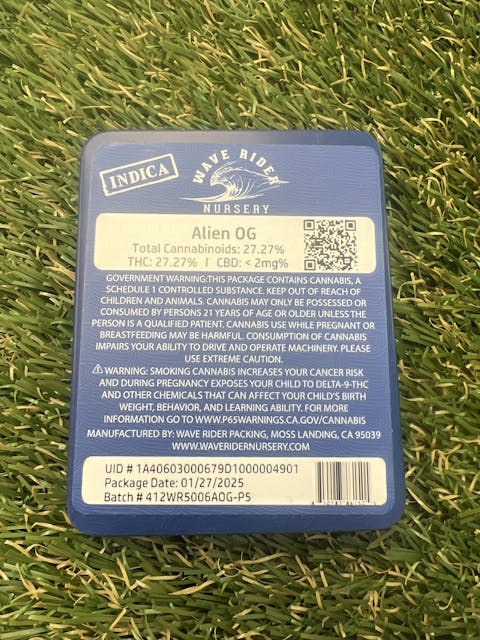 INDICA
WAVE RIDER
NURSERY
Alien OG
Total Cannabinoids: 27.27%
THC: 27.27% | CBD: < 2mg%
GOVERNMENT WARNING:THIS PACKAGE CONTAINS CANNABIS, A
SCHEDULE 1 CONTROLLED SUBSTANCE. KEEP OUT OF REACH OF
CHILDREN AND ANIMALS. CANNABIS MAY ONLY BE POSSESSED OR
CONSUMED BY PERSONS 21 YEARS OF AGE OR OLDER UNLESS THE
PERSON IS A QUALIFIED PATIENT. CANNABIS USE WHILE PREGNANT OR
BREASTFEEDING MAY BE HARMFUL. CONSUMPTION OF CANNABIS
IMPAIRS YOUR ABILITY TO DRIVE AND OPERATE MACHINERY. PLEASE
USE EXTREME CAUTION.
⚠ WARNING: SMOKING CANNABIS INCREASES YOUR CANCER RISK
AND DURING PREGNANCY EXPOSES YOUR CHILD TO DELTA-9-THC
AND OTHER CHEMICALS THAT CAN AFFECT YOUR CHILD'S BIRTH
WEIGHT, BEHAVIOR, AND LEARNING ABILITY. FOR MORE
INFORMATION GO TO WWW.P65WARNINGS.CA.GOV/CANNABIS
MANUFACTURED BY: WAVE RIDER PACKING, MOSS LANDING, CA 95039
WWW.WAVERIDERNURSERY.COM
UID # 1A40603000679D1000004901
Package Date: 01/27/2025
Batch # 412WR5006AOG-P5